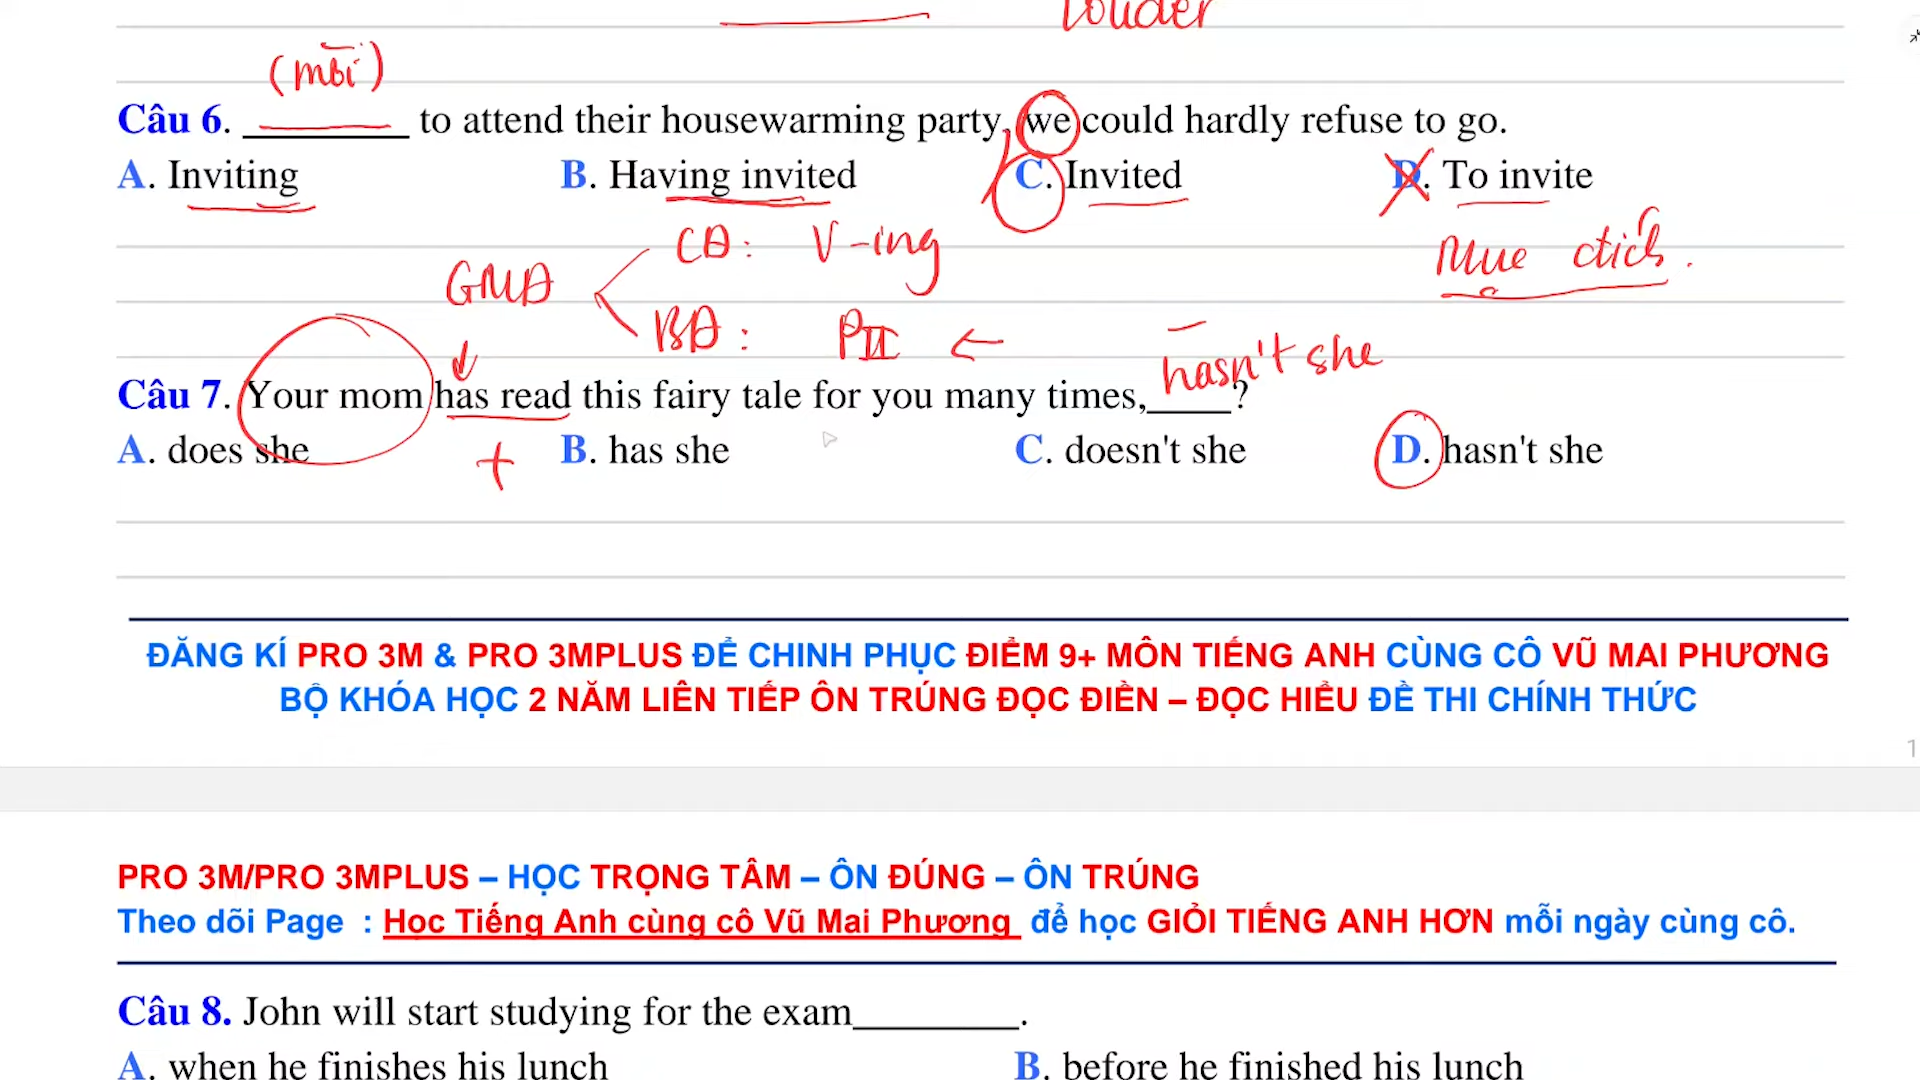 louder
(mời)
Câu 6. ________ to attend their housewarming party, we could hardly refuse to go.
A. Inviting B. Having invited C. Invited D. To invite
CĐ: V-ing
Mục đích.
GMĐ
BĐ: PII ←
hasn't she
Câu 7. Your mom has read this fairy tale for you many times,____?
A. does she B. has she C. doesn't she D. hasn't she
+
ĐĂNG KÍ PRO 3M & PRO 3MPLUS ĐỂ CHINH PHỤC ĐIỂM 9+ MÔN TIẾNG ANH CÙNG CÔ VŨ MAI PHƯƠNG
BỘ KHÓA HỌC 2 NĂM LIÊN TIẾP ÔN TRÚNG ĐỌC ĐIỀN – ĐỌC HIỂU ĐỀ THI CHÍNH THỨC
1
PRO 3M/PRO 3MPLUS – HỌC TRỌNG TÂM – ÔN ĐÚNG – ÔN TRÚNG
Theo dõi Page : Học Tiếng Anh cùng cô Vũ Mai Phương để học GIỎI TIẾNG ANH HƠN mỗi ngày cùng cô.
Câu 8. John will start studying for the exam________.
A. when he finishes his lunch B. before he finished his lunch